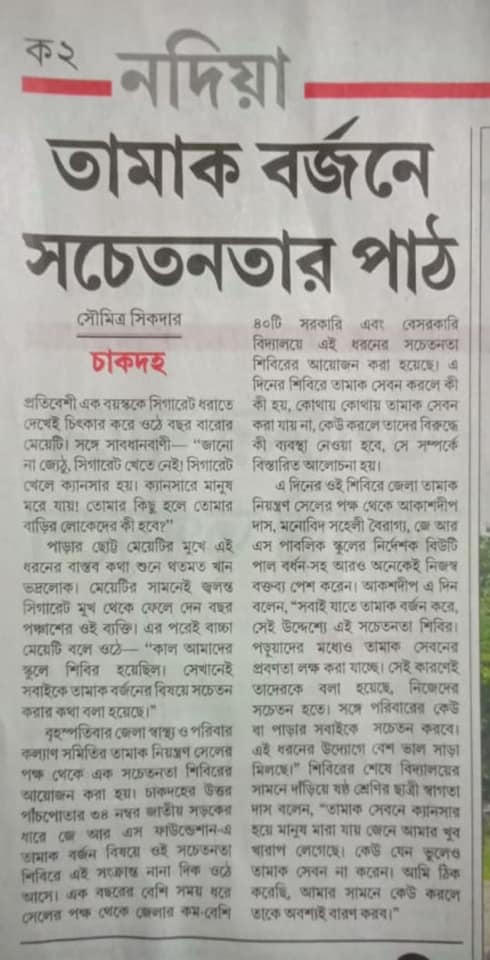 ক২
নদিয়া
তামাক বর্জনে
সচেতনতার পাঠ
সৌমিত্র সিকদার
চাকদহ
প্রতিবেশী এক বয়স্ককে সিগারেট ধরাতে
দেখেই চিৎকার করে ওঠে বছর বারোর
মেয়েটি। সঙ্গে সাবধানবাণী— “জানো
না জ্যেঠু, সিগারেট খেতে নেই! সিগারেট
খেলে ক্যানসার হয়। ক্যানসারে মানুষ
মরে যায়! তোমার কিছু হলে তোমার
বাড়ির লোকেদের কী হবে?”
পাড়ার ছোট্ট মেয়েটির মুখে এই
ধরনের বাস্তব কথা শুনে থতমত খান
ভদ্রলোক। মেয়েটির সামনেই জ্বলন্ত
সিগারেট মুখ থেকে ফেলে দেন বছর
পঞ্চাশের ওই ব্যক্তি। এর পরেই বাচ্চা
মেয়েটি বলে ওঠে— “কাল আমাদের
স্কুলে শিবির হয়েছিল। সেখানেই
সবাইকে তামাক বর্জনের বিষয়ে সচেতন
করার কথা বলা হয়েছে।”
বৃহস্পতিবার জেলা স্বাস্থ্য ও পরিবার
কল্যাণ সমিতির তামাক নিয়ন্ত্রণ সেলের
পক্ষ থেকে এক সচেতনতা শিবিরের
আয়োজন করা হয়। চাকদহের উত্তর
পাঁচপোতার ৩৪ নম্বর জাতীয় সড়কের
ধারে জে আর এস ফাউন্ডেশন-এ
তামাক বর্জন বিষয়ে ওই সচেতনতা
শিবিরে এই সংক্রান্ত নানা দিক ওঠে
আসে। এক বছরের বেশি সময় ধরে
সেলের পক্ষ থেকে জেলার কম-বেশি
৪০টি সরকারি এবং বেসরকারি
বিদ্যালয়ে এই ধরনের সচেতনতা
শিবিরের আয়োজন করা হয়েছে। এ
দিনের শিবিরে তামাক সেবন করলে কী
কী হয়, কোথায় কোথায় তামাক সেবন
করা যায় না, কেউ করলে তাদের বিরুদ্ধে
কী ব্যবস্থা নেওয়া হবে, সে সম্পর্কে
বিস্তারিত আলোচনা হয়।
এ দিনের ওই শিবিরে জেলা তামাক
নিয়ন্ত্রণ সেলের পক্ষ থেকে আকাশদীপ
দাস, মনোবিদ সহেলী বৈরাগ্য, জে আর
এস পাবলিক স্কুলের নির্দেশক বিউটি
পাল বর্ধন-সহ আরও অনেকেই নিজস্ব
বক্তব্য পেশ করেন। আকাশদীপ এ দিন
বলেন, “সবাই যাতে তামাক বর্জন করে,
সেই উদ্দেশ্যে এই সচেতনতা শিবির।
পড়ুয়াদের মধ্যেও তামাক সেবনের
প্রবণতা লক্ষ করা যাচ্ছে। সেই কারণেই
তাদেরকে বলা হয়েছে, নিজেদের
সচেতন হতে। সঙ্গে পরিবারের কেউ
বা পাড়ার সবাইকে সচেতন করবে।
এই ধরনের উদ্যোগে বেশ ভাল সাড়া
মিলছে।” শিবিরের শেষে বিদ্যালয়ের
সামনে দাঁড়িয়ে ষষ্ঠ শ্রেণির ছাত্রী স্বাগতা
দাস বলেন, “তামাক সেবনে ক্যানসার
হয়ে মানুষ মারা যায় জেনে আমার খুব
খারাপ লেগেছে। কেউ যেন ভুলেও
তামাক সেবন না করেন। আমি ঠিক
করেছি, আমার সামনে কেউ করলে
তাকে অবশ্যই বারণ করব।”